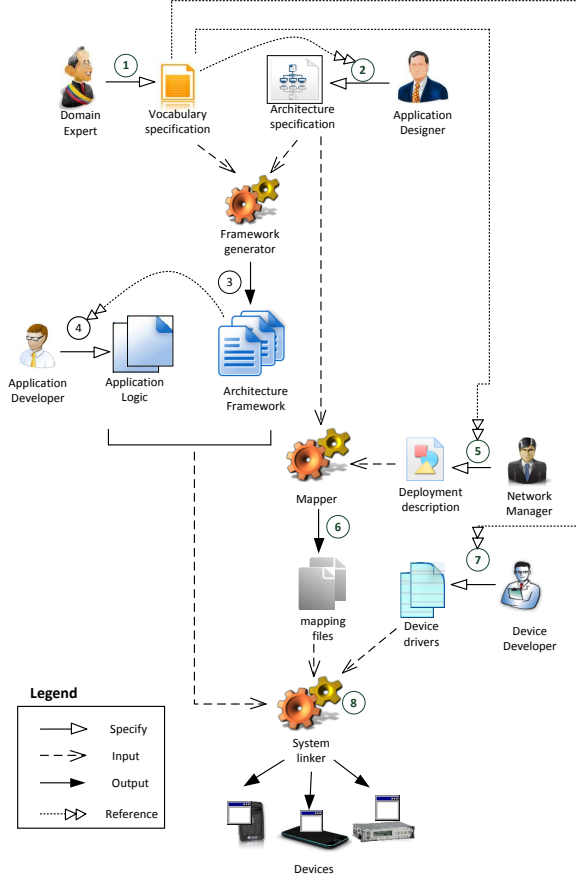 1
2
Domain
Expert
Vocabulary
specification
Architecture
specification
Application
Designer
Framework
generator
3
4
Application
Developer
Application
Logic
Architecture
Framework
5
Mapper
Deployment
description
Network
Manager
6
7
mapping
files
Device
drivers
Device
Developer
8
System
linker
Legend
Specify
Input
Output
Reference
Devices